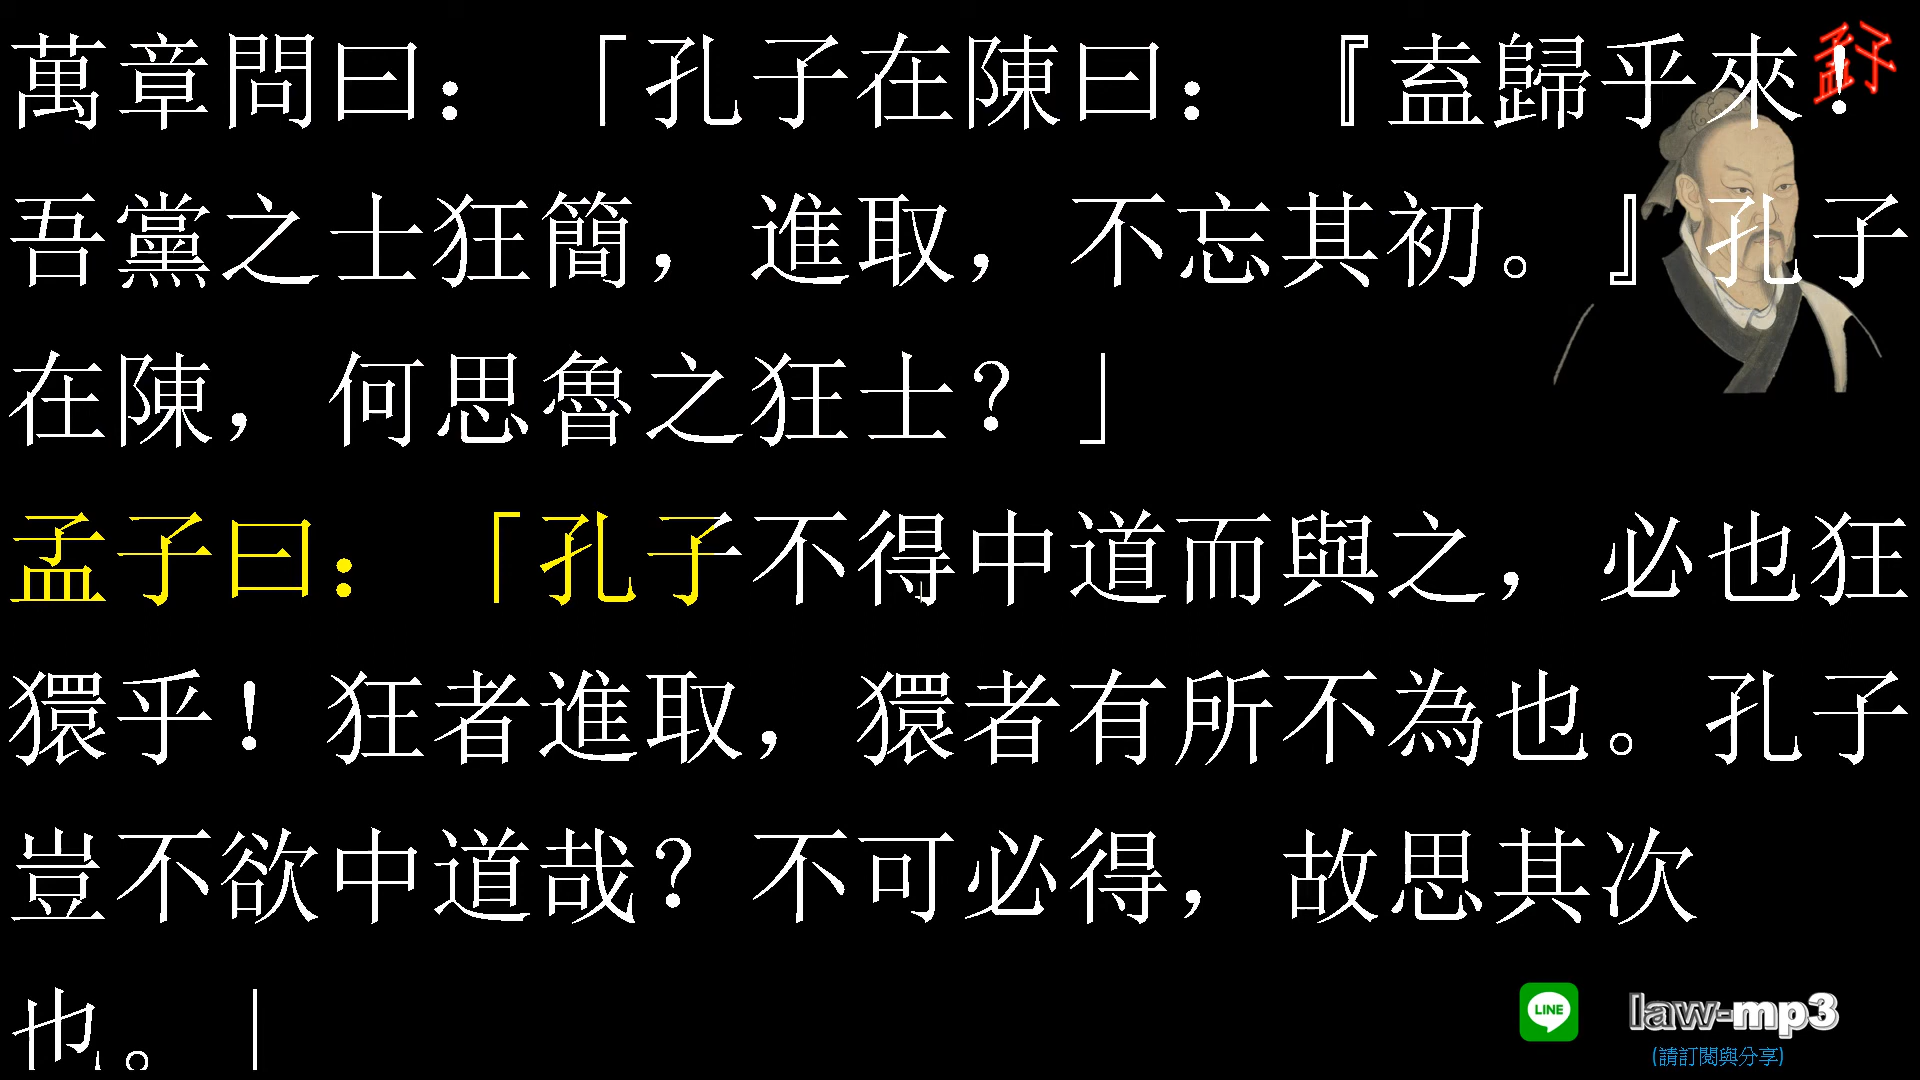 萬章問曰：「孔子在陳曰：『盍歸乎來！
吾黨之士狂簡，進取，不忘其初。』孔子
在陳，何思魯之狂士？」
孟子曰：「孔子不得中道而與之，必也狂
獧乎！狂者進取，獧者有所不為也。孔子
豈不欲中道哉？不可必得，故思其次
也。」
孟子
LINE
law-mp3
(請訂閱與分享)